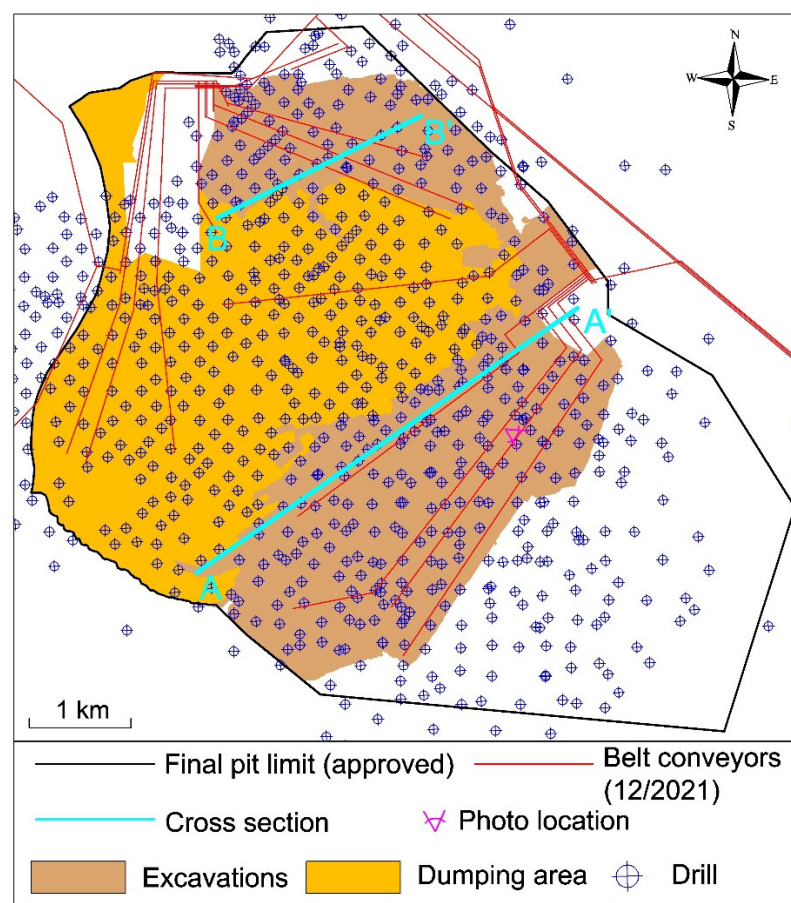 N
W E
S
B'
B
A'
A
1 km
Final pit limit (approved)
Belt conveyors
(12/2021)
Cross section
Photo location
Excavations
Dumping area
Drill